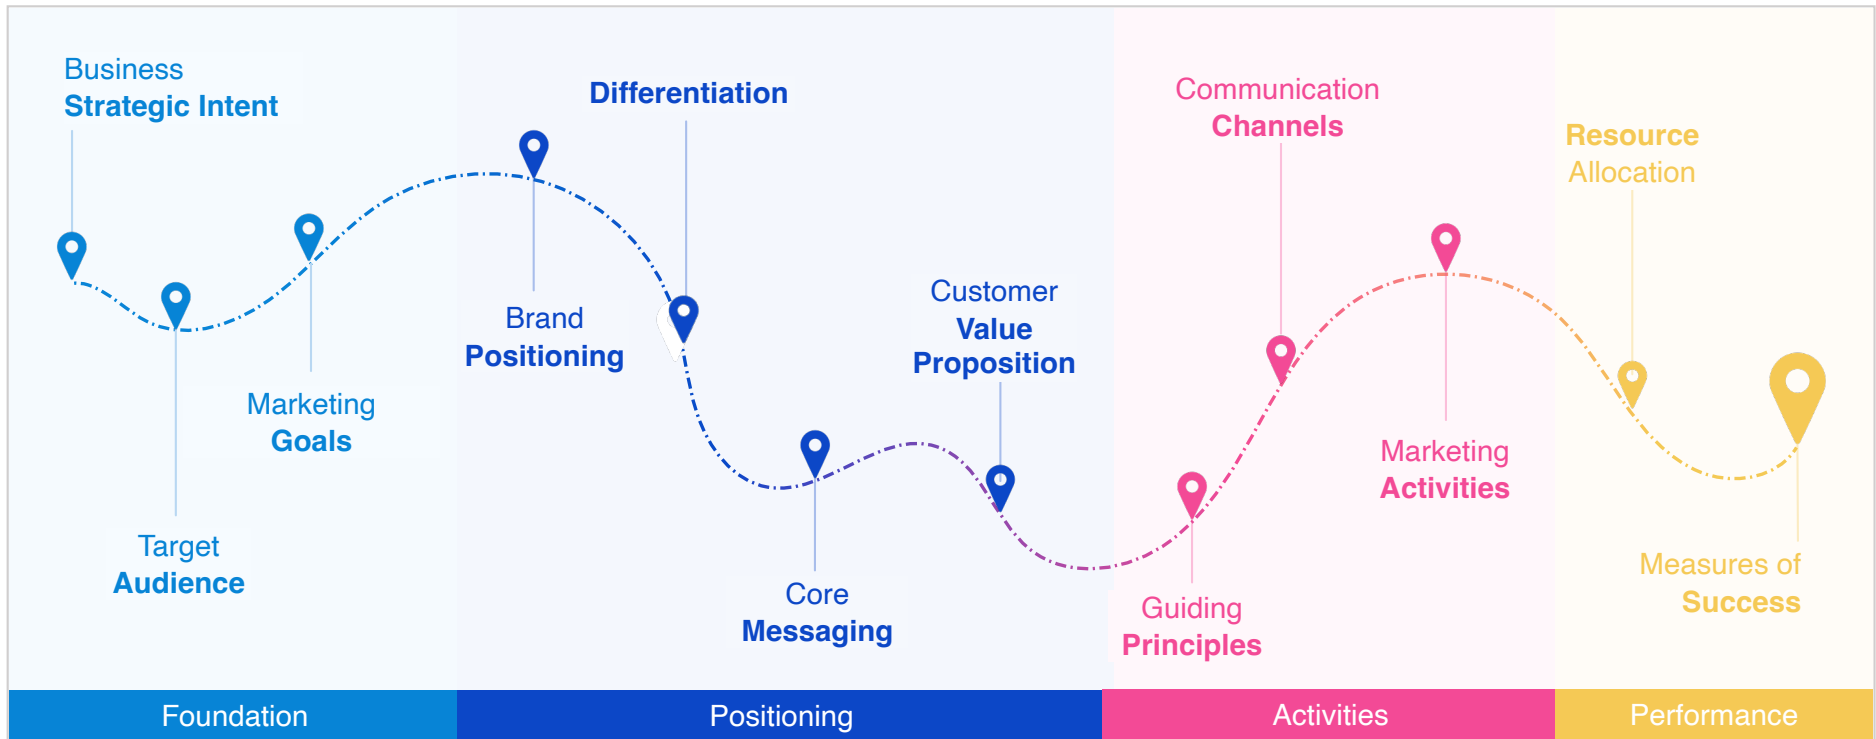 Business
Strategic Intent
Target
Audience
Marketing
Goals
Brand
Positioning
Differentiation
Core
Messaging
Customer
Value
Proposition
Guiding
Principles
Communication
Channels
Marketing
Activities
Resource
Allocation
Measures of
Success
Foundation
Positioning
Activities
Performance